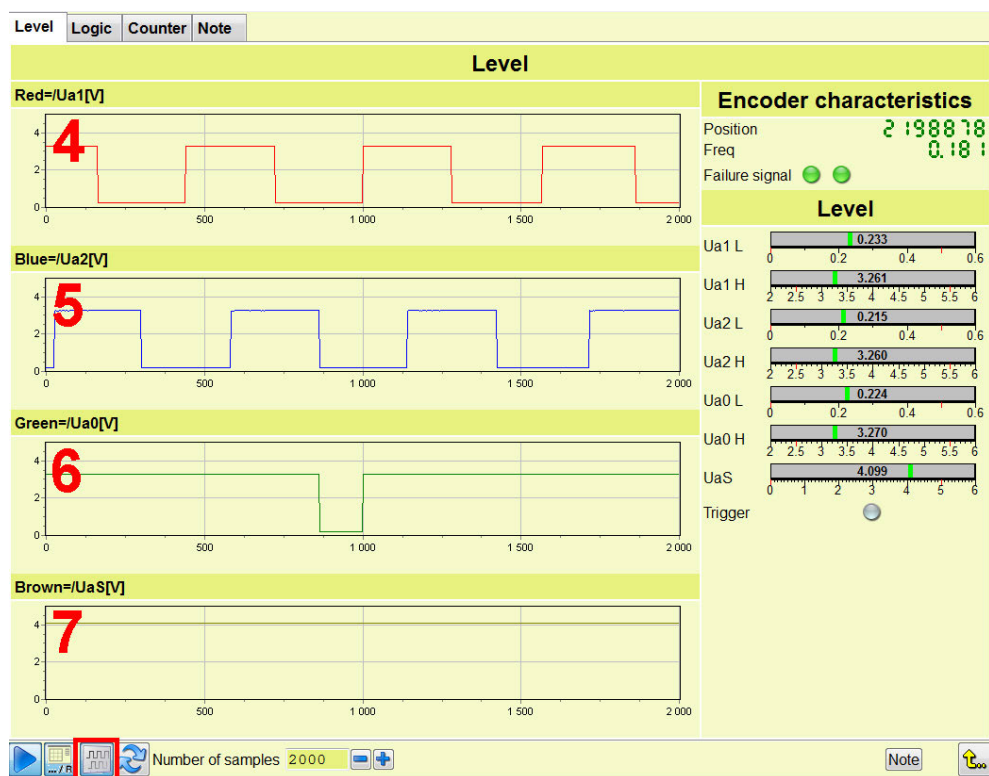 Level Logic Counter Note
Level
Red=/Ua1[V]
4
4
2
0
0 500 1 000 1 500 2 000
Blue=/Ua2[V]
5
4
2
0
0 500 1 000 1 500 2 000
Green=/Ua0[V]
6
4
2
0
0 500 1 000 1 500 2 000
Brown=/UaS[V]
7
4
2
0
0 500 1 000 1 500 2 000
Encoder characteristics
Position 2198878
Freq 0.181
Failure signal
Level
Ua1 L 0.233
0 0.2 0.4 0.6
Ua1 H 3.261
2 2.5 3 3.5 4 4.5 5 5.5 6
Ua2 L 0.215
0 0.2 0.4 0.6
Ua2 H 3.260
2 2.5 3 3.5 4 4.5 5 5.5 6
Ua0 L 0.224
0 0.2 0.4 0.6
Ua0 H 3.270
2 2.5 3 3.5 4 4.5 5 5.5 6
UaS 4.099
0 1 2 3 4 5 6
Trigger
.../R Number of samples 2000 Note